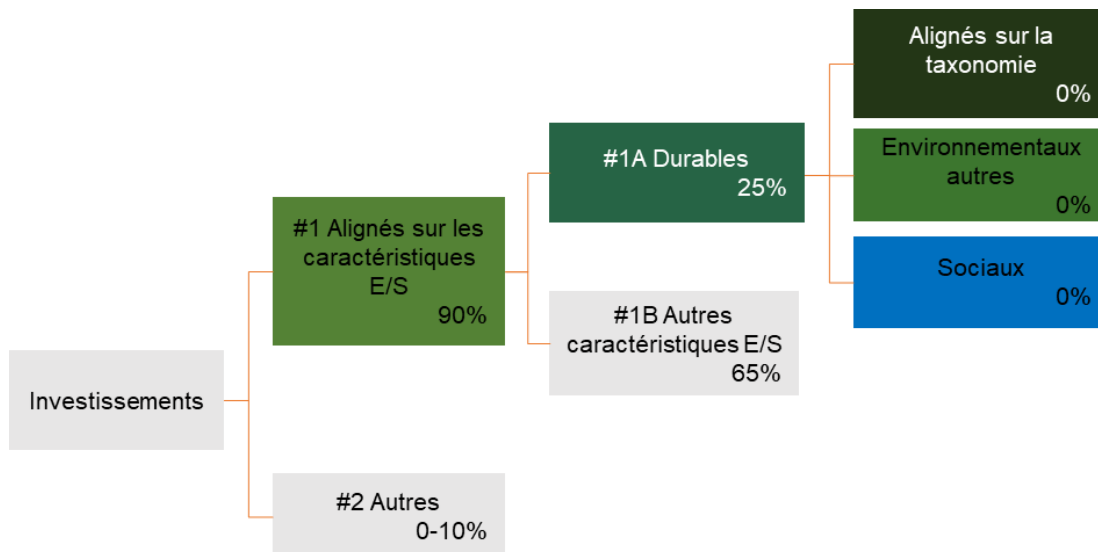 Investissements
#1 Alignés sur les
caractéristiques
E/S
90%
#2 Autres
0-10%
#1A Durables
25%
#1B Autres
caractéristiques E/S
65%
Alignés sur la
taxonomie
0%
Environnementaux
autres
0%
Sociaux
0%